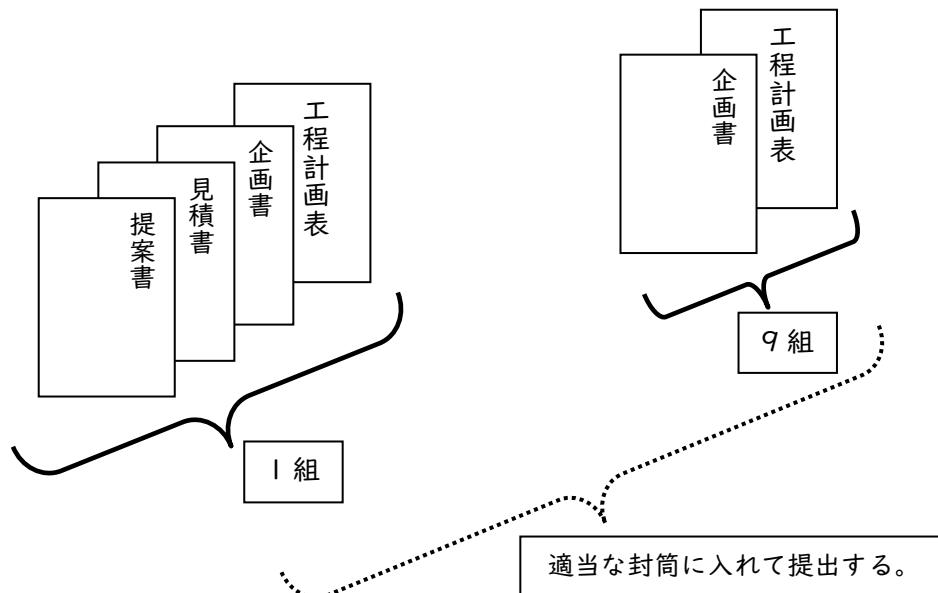 提案書
見積書
企画書
工程計画表
1組
企画書
工程計画表
9組
適当な封筒に入れて提出する。